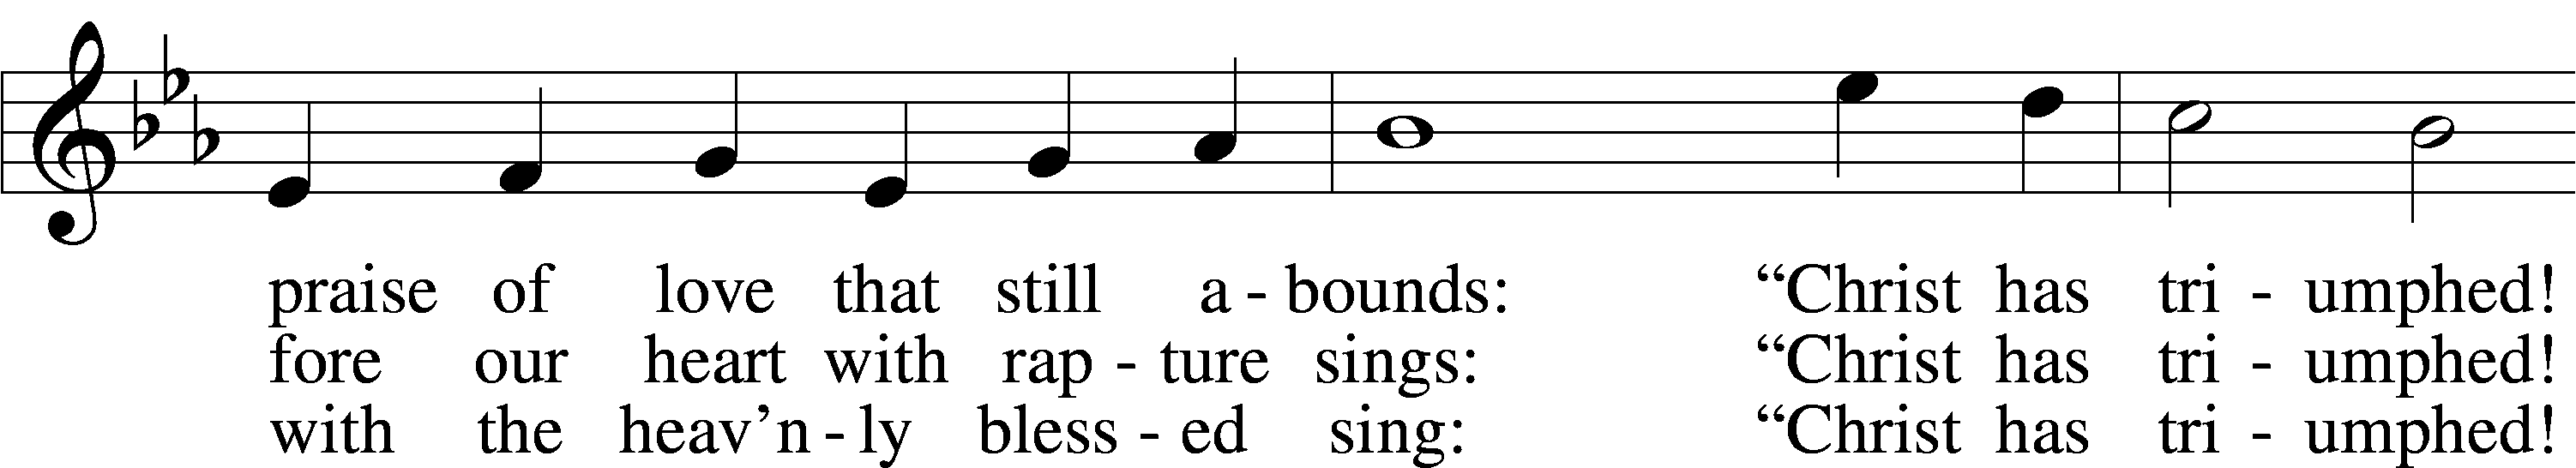 praise of love that still a - bounds: “Christ has tri - umphed!
fore our heart with rap - ture sings: “Christ has tri - umphed!
with the heav’n - ly bless - ed sing: “Christ has tri - umphed!